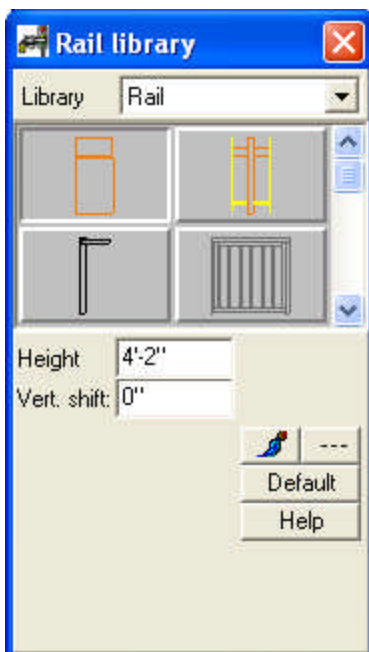 Rail library
Library Rail
Height 4'-2"
Vert. shift: 0"
---
Default
Help